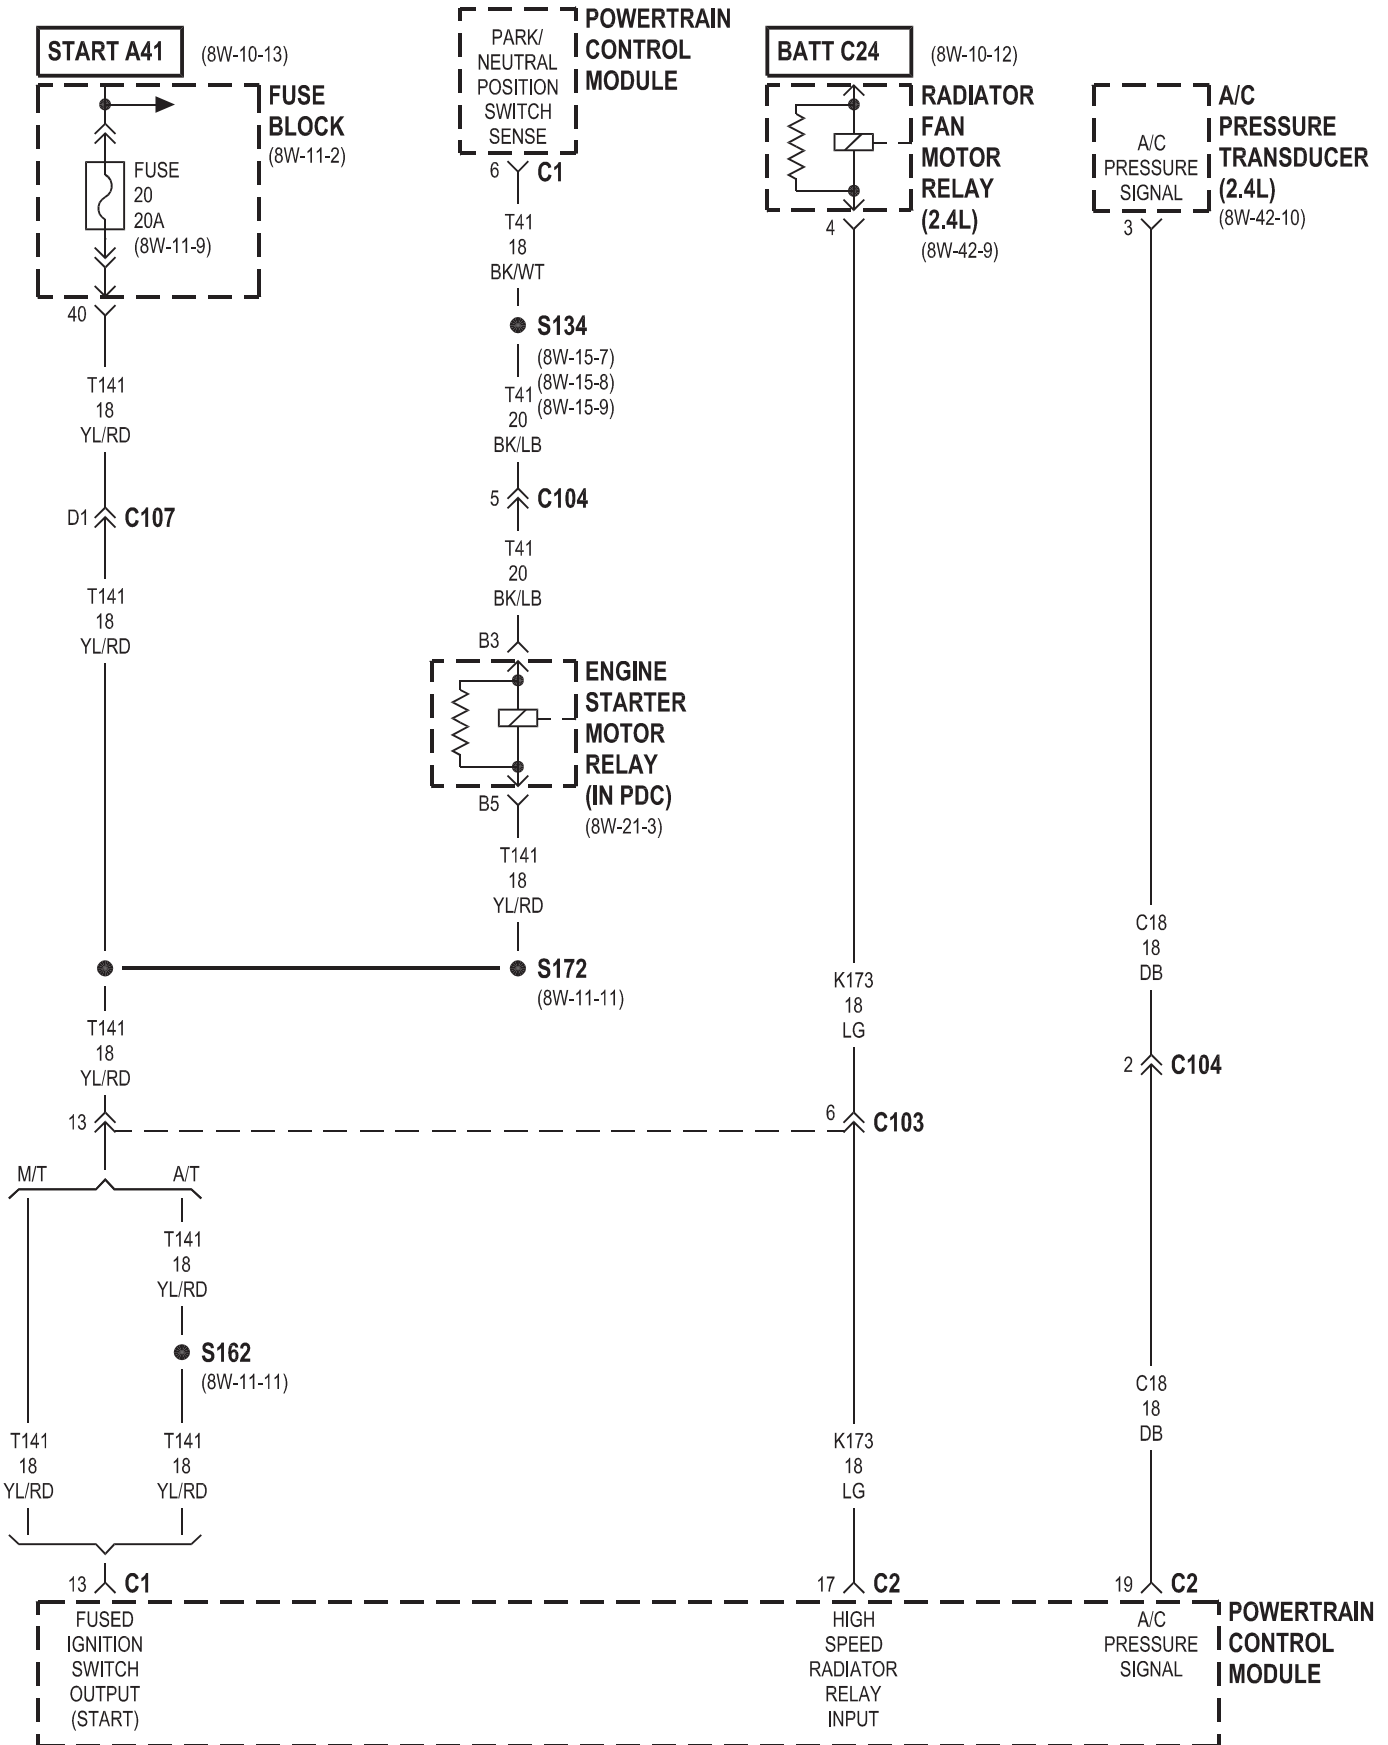 START A41
(8W-10-13)
FUSE
BLOCK
(8W-11-2)
FUSE
20
20A
(8W-11-9)
40
T141
18
YL/RD
D1
C107
T141
18
YL/RD
T141
18
YL/RD
13
M/T
A/T
T141
18
YL/RD
S162
(8W-11-11)
T141
18
YL/RD
T141
18
YL/RD
13
C1
FUSED
IGNITION
SWITCH
OUTPUT
(START)
PARK/
NEUTRAL
POSITION
SWITCH
SENSE
POWERTRAIN
CONTROL
MODULE
6
C1
T41
18
BK/WT
S134
(8W-15-7)
(8W-15-8)
(8W-15-9)
T41
20
BK/LB
5
C104
T41
20
BK/LB
B3
ENGINE
STARTER
MOTOR
RELAY
(IN PDC)
(8W-21-3)
B5
T141
18
YL/RD
S172
(8W-11-11)
BATT C24
(8W-10-12)
RADIATOR
FAN
MOTOR
RELAY
(2.4L)
(8W-42-9)
4
K173
18
LG
6
C103
K173
18
LG
17
C2
HIGH
SPEED
RADIATOR
RELAY
INPUT
A/C
PRESSURE
SIGNAL
A/C
PRESSURE
TRANSDUCER
(2.4L)
(8W-42-10)
3
C18
18
DB
2
C104
C18
18
DB
19
C2
A/C
PRESSURE
SIGNAL
POWERTRAIN
CONTROL
MODULE